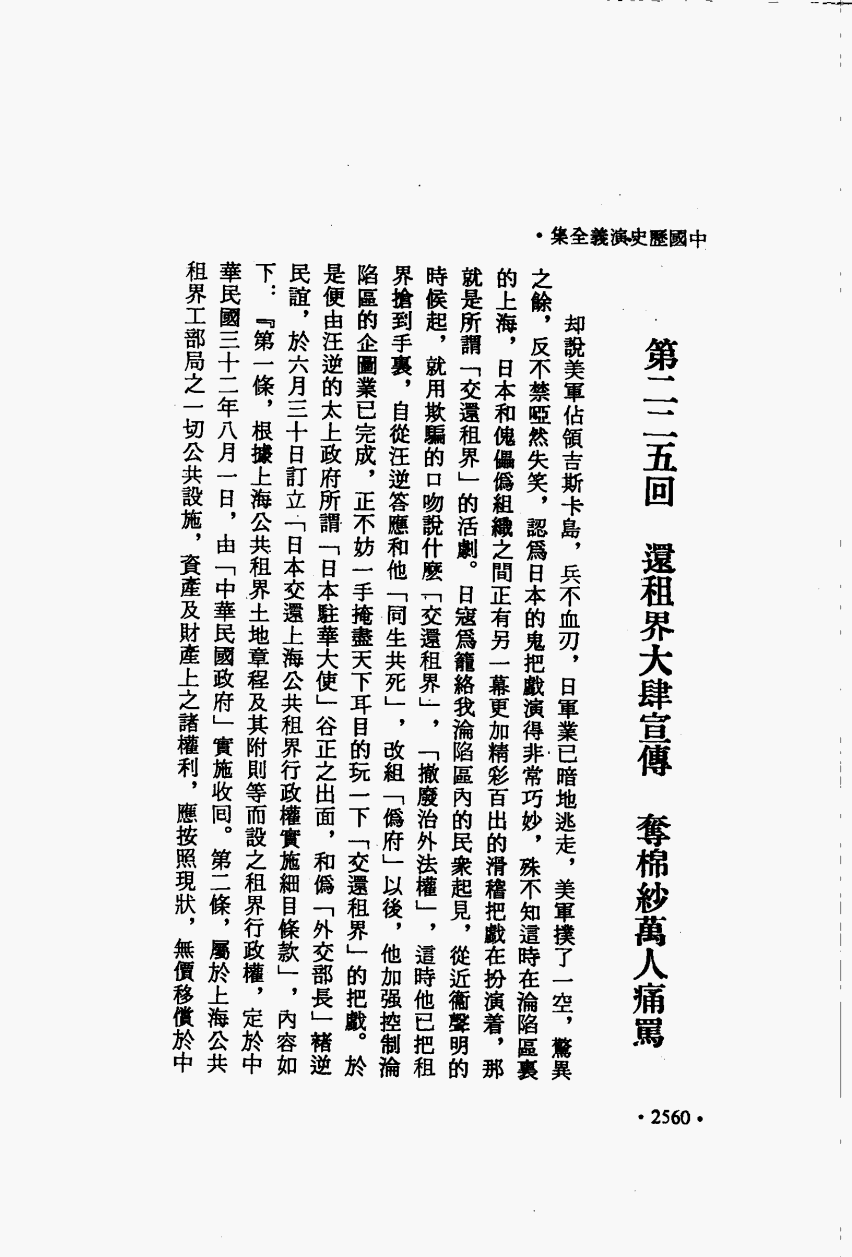 中國歷史演義全集•
第二二五回　還租界大肆宣傳　奪棉紗萬人痛罵
却說美軍佔領吉斯卡島，兵不血刃，日軍業已暗地逃走，美軍撲了一空，驚異
之餘，反不禁啞然失笑，認爲日本的鬼把戲演得非常巧妙，殊不知這時在淪陷區裏
的上海，日本和傀儡僞組織之間正有另一幕更加精彩百出的滑稽把戲在扮演着，那
就是所謂「交還租界」的活劇。日寇爲籠絡我淪陷區內的民衆起見，從近衞聲明的
時候起，就用欺騙的口吻說什麽「交還租界」，「撤廢治外法權」，這時他已把租
界搶到手裏，自從汪逆答應和他「同生共死」，改組「僞府」以後，他加强控制淪
陷區的企圖業已完成，正不妨一手掩盡天下耳目的玩一下「交還租界」的把戲。於
是便由汪逆的太上政府所謂「日本駐華大使」谷正之出面，和僞「外交部長」褚逆
民誼，於六月三十日訂立「日本交還上海公共租界行政權實施細目條款」，內容如
下：『第一條，根據上海公共租界土地章程及其附則等而設之租界行政權，定於中
華民國三十二年八月一日，由「中華民國政府」實施收囘。第二條，屬於上海公共
租界工部局之一切公共設施，資產及財產上之諸權利，應按照現狀，無價移償於中
•2560•